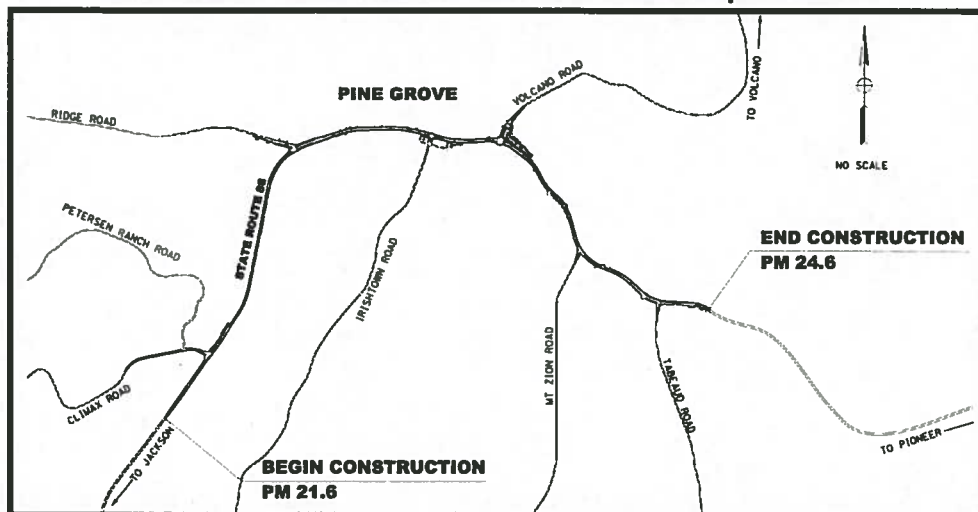 PINE GROVE
RIDGE ROAD
VOLCANO ROAD
TO VOLCANO
NO SCALE
PETERSEN RANCH ROAD
STATE ROUTE 88
IRISHTOWN ROAD
END CONSTRUCTION
PM 24.6
MT ZION ROAD
TABEAUD ROAD
CLIMAX ROAD
TO JACKSON
TO PIONEER
BEGIN CONSTRUCTION
PM 21.6